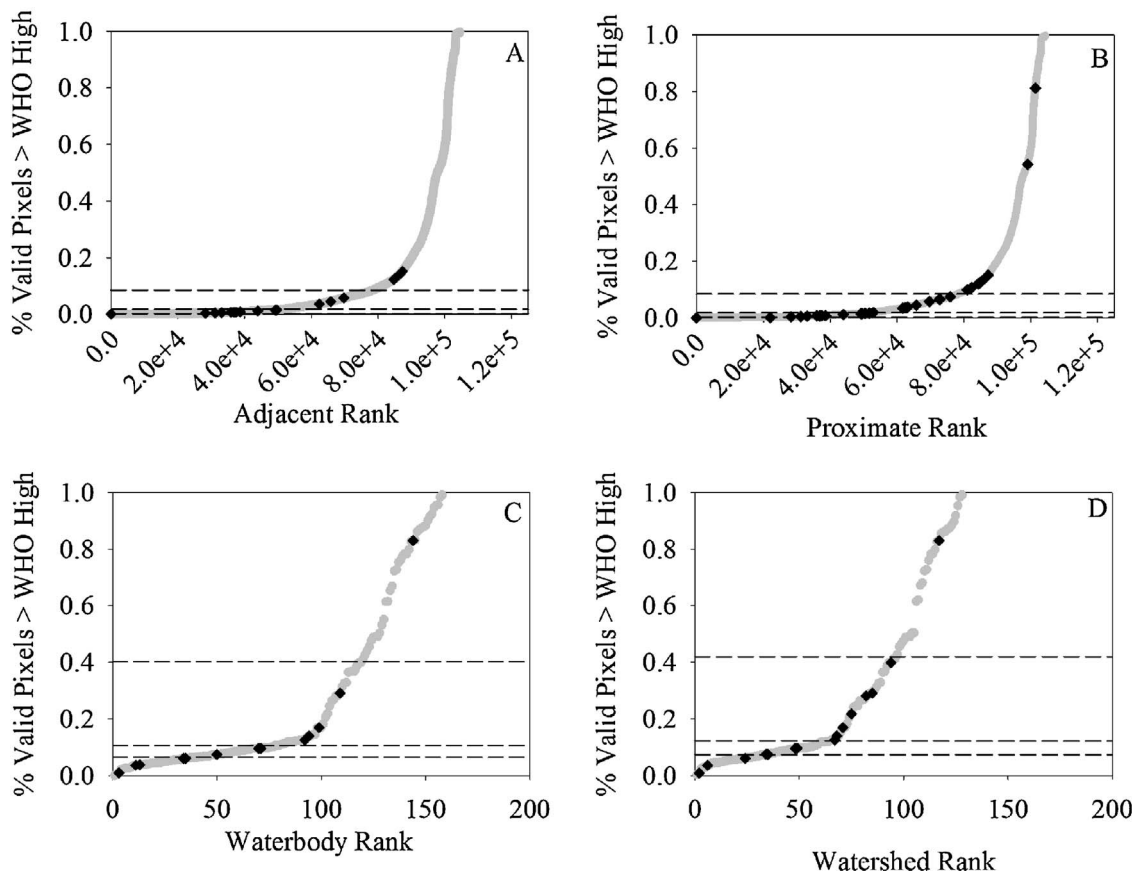 % Valid Pixels > WHO High
1.0
0.8
0.6
0.4
0.2
0.0
A
0.0
2.0e+4
4.0e+4
6.0e+4
8.0e+4
1.0e+5
1.2e+5
Adjacent Rank
% Valid Pixels > WHO High
1.0
0.8
0.6
0.4
0.2
0.0
B
0.0
2.0e+4
4.0e+4
6.0e+4
8.0e+4
1.0e+5
1.2e+5
Proximate Rank
% Valid Pixels > WHO High
1.0
0.8
0.6
0.4
0.2
0.0
C
0
50
100
150
200
Waterbody Rank
% Valid Pixels > WHO High
1.0
0.8
0.6
0.4
0.2
0.0
D
0
50
100
150
200
Watershed Rank